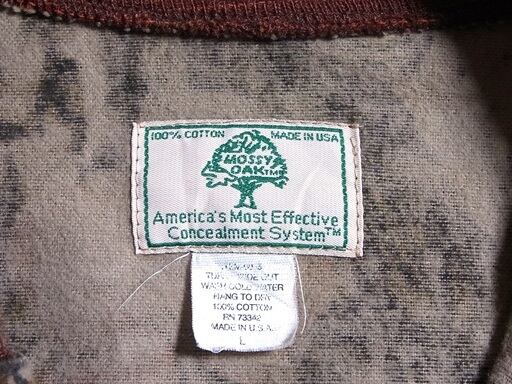 100% COTTON MADE IN USA
MOSSY
OAK TM
America's Most Effective
Concealment System™
TURN INSIDE OUT
WASH COLD WATER
HANG TO DRY
100% COTTON
RN 73342
MADE IN U.S.A.
L